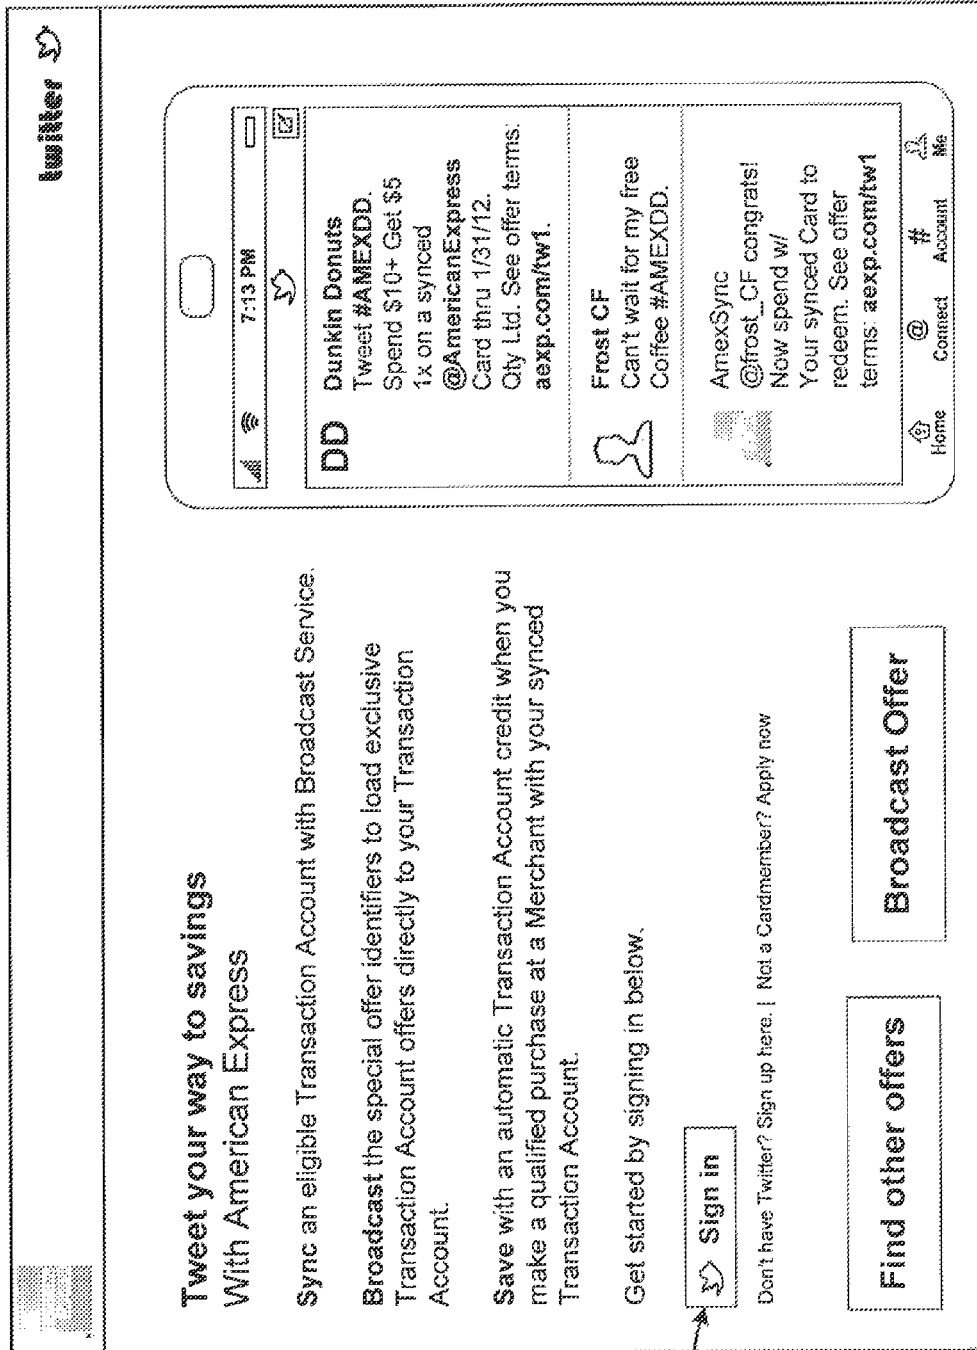 twitter
Tweet your way to savings
With American Express
Sync an eligible Transaction Account with Broadcast Service.
Broadcast the special offer identifiers to load exclusive
Transaction Account offers directly to your Transaction
Account.
Save with an automatic Transaction Account credit when you
make a qualified purchase at a Merchant with your synced
Transaction Account.
Get started by signing in below.
Sign in
Don't have Twitter? Sign up here. | Not a Cardmember? Apply now
Find other offers
Broadcast Offer
7:13 PM
DD
Dunkin Donuts
Tweet #AMEXDD.
Spend $10+ Get $5
1x on a synced
@AmericanExpress
Card thru 1/31/12.
Qty Ltd. See offer terms:
aexp.com/tw1.
Frost CF
Can't wait for my free
Coffee #AMEXDD.
AmexSync
@frost_CF congrats!
Now spend w/
Your synced Card to
redeem. See offer
terms: aexp.com/tw1
@
#
Home
Connect
Account
Me